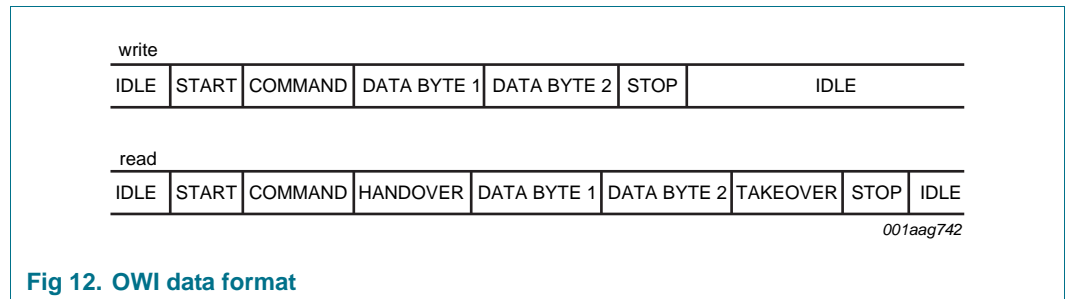 write
IDLE START COMMAND DATA BYTE 1 DATA BYTE 2 STOP IDLE
read
IDLE START COMMAND HANDOVER DATA BYTE 1 DATA BYTE 2 TAKEOVER STOP IDLE
001aag742
Fig 12. OWI data format